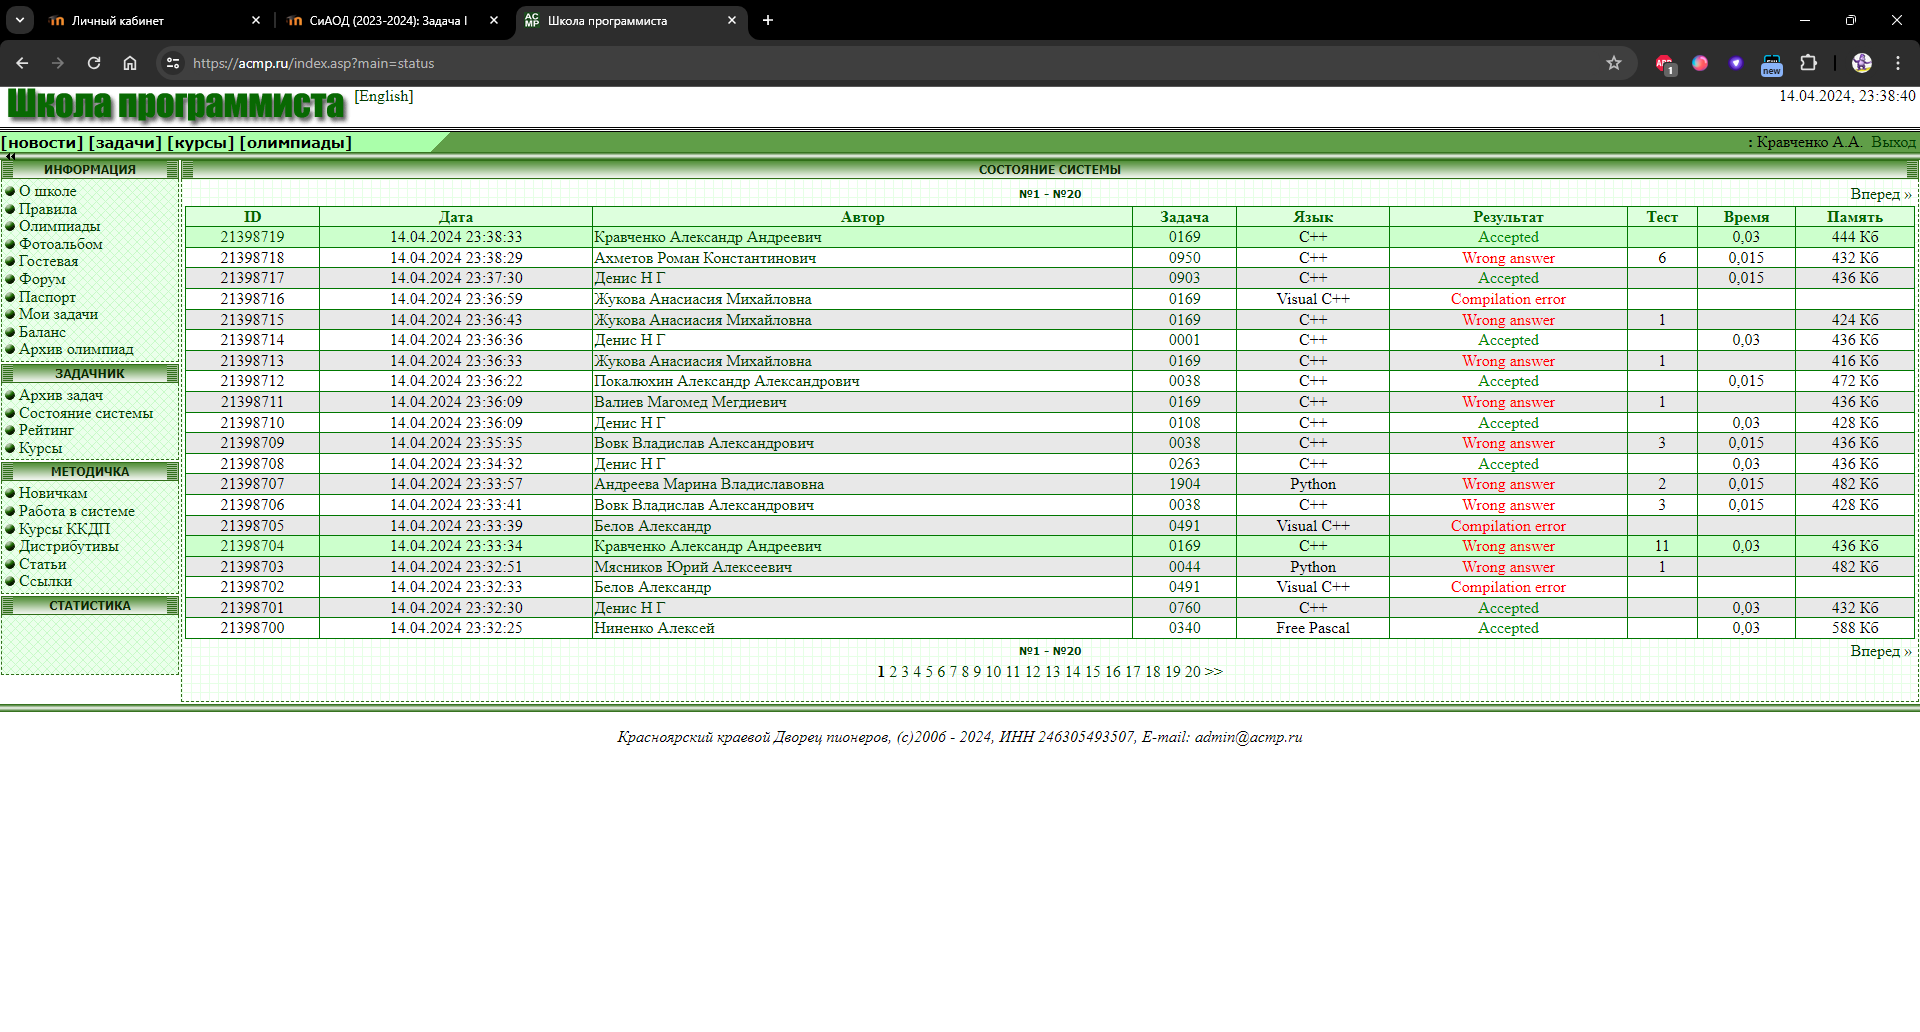 Личный кабинет
СиАОД (2023-2024): Задача I
AC MP
Школа программиста
https://acmp.ru/index.asp?main=status
1
new
Школа программиста [English] 14.04.2024, 23:38:40
[новости] [задачи] [курсы] [олимпиады] : Кравченко А.А. Выход
ИНФОРМАЦИЯ
О школе
Правила
Олимпиады
Фотоальбом
Гостевая
Форум
Паспорт
Мои задачи
Баланс
Архив олимпиад
ЗАДАЧНИК
Архив задач
Состояние системы
Рейтинг
Курсы
МЕТОДИЧКА
Новичкам
Работа в системе
Курсы ККДП
Дистрибутивы
Статьи
Ссылки
СТАТИСТИКА
СОСТОЯНИЕ СИСТЕМЫ
№1 - №20 Вперед »
ID Дата Автор Задача Язык Результат Тест Время Память
21398719 14.04.2024 23:38:33 Кравченко Александр Андреевич 0169 C++ Accepted 0,03 444 Кб
21398718 14.04.2024 23:38:29 Ахметов Роман Константинович 0950 C++ Wrong answer 6 0,015 432 Кб
21398717 14.04.2024 23:37:30 Денис Н Г 0903 C++ Accepted 0,015 436 Кб
21398716 14.04.2024 23:36:59 Жукова Анасиасия Михайловна 0169 Visual C++ Compilation error
21398715 14.04.2024 23:36:43 Жукова Анасиасия Михайловна 0169 C++ Wrong answer 1 424 Кб
21398714 14.04.2024 23:36:36 Денис Н Г 0001 C++ Accepted 0,03 436 Кб
21398713 14.04.2024 23:36:33 Жукова Анасиасия Михайловна 0169 C++ Wrong answer 1 416 Кб
21398712 14.04.2024 23:36:22 Покалюхин Александр Александрович 0038 C++ Accepted 0,015 472 Кб
21398711 14.04.2024 23:36:09 Валиев Магомед Мегдиевич 0169 C++ Wrong answer 1 436 Кб
21398710 14.04.2024 23:36:09 Денис Н Г 0108 C++ Accepted 0,03 428 Кб
21398709 14.04.2024 23:35:35 Вовк Владислав Александрович 0038 C++ Wrong answer 3 0,015 436 Кб
21398708 14.04.2024 23:34:32 Денис Н Г 0263 C++ Accepted 0,03 436 Кб
21398707 14.04.2024 23:33:57 Андреева Марина Владиславовна 1904 Python Wrong answer 2 0,015 482 Кб
21398706 14.04.2024 23:33:41 Вовк Владислав Александрович 0038 C++ Wrong answer 3 0,015 428 Кб
21398705 14.04.2024 23:33:39 Белов Александр 0491 Visual C++ Compilation error
21398704 14.04.2024 23:33:34 Кравченко Александр Андреевич 0169 C++ Wrong answer 11 0,03 436 Кб
21398703 14.04.2024 23:32:51 Мясников Юрий Алексеевич 0044 Python Wrong answer 1 482 Кб
21398702 14.04.2024 23:32:33 Белов Александр 0491 Visual C++ Compilation error
21398701 14.04.2024 23:32:30 Денис Н Г 0760 C++ Accepted 0,03 432 Кб
21398700 14.04.2024 23:32:25 Ниненко Алексей 0340 Free Pascal Accepted 0,03 588 Кб
№1 - №20 Вперед »
1 2 3 4 5 6 7 8 9 10 11 12 13 14 15 16 17 18 19 20 >>
Красноярский краевой Дворец пионеров, (c)2006 - 2024, ИНН 246305493507, E-mail: admin@acmp.ru